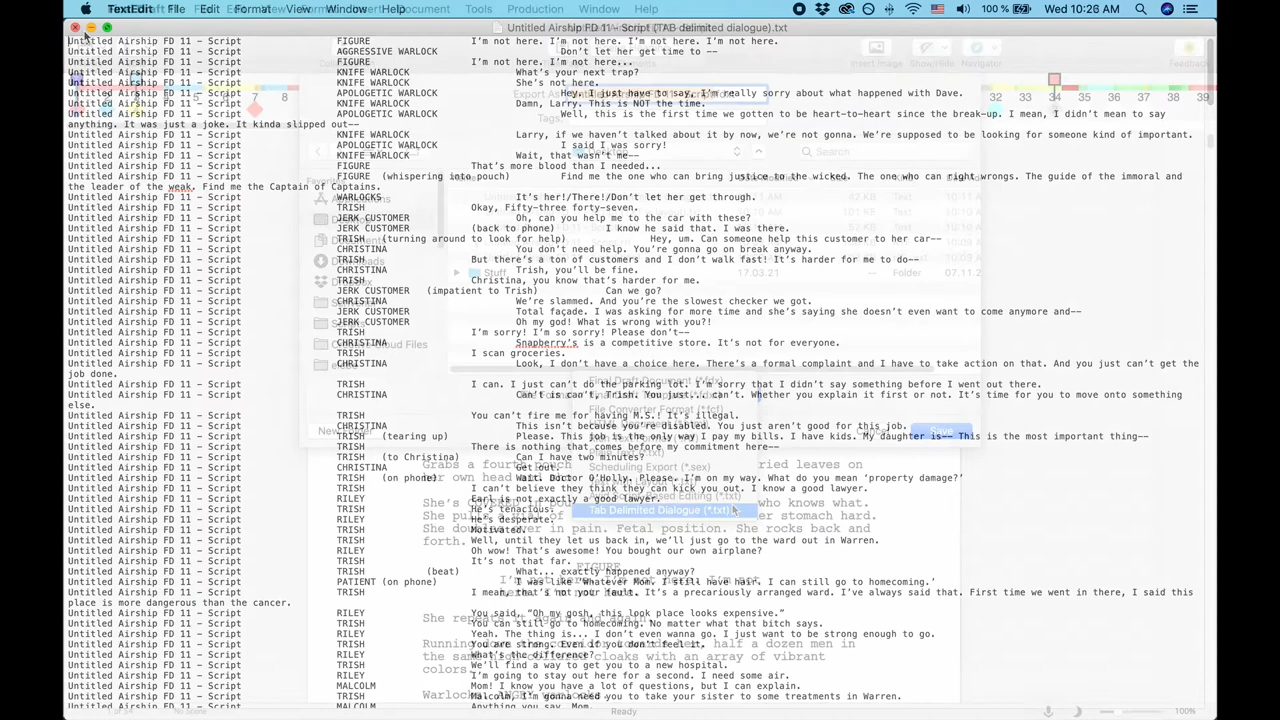 TextEdit File Edit Format View Window Help 100% Wed 10:26 AM
Untitled Airship FD 11 - Script (TAB-delimited dialogue).txt
Untitled Airship FD 11 – Script FIGURE I’m not here. I’m not here. I’m not here. I’m not here.
Untitled Airship FD 11 – Script AGGRESSIVE WARLOCK Don’t let her get time to --
Untitled Airship FD 11 – Script FIGURE I’m not here. I’m not here...
Untitled Airship FD 11 – Script KNIFE WARLOCK What’s your next trap?
Untitled Airship FD 11 – Script KNIFE WARLOCK She’s not here.
Untitled Airship FD 11 – Script APOLOGETIC WARLOCK Hey, I just have to say, I’m really sorry about what happened with Dave.
Untitled Airship FD 11 – Script KNIFE WARLOCK Damn, Larry. This is NOT the time.
Untitled Airship FD 11 – Script APOLOGETIC WARLOCK Well, this is the first time we gotten to be heart-to-heart since the break-up. I mean, I didn’t mean to say
anything. It was just a joke, It kinda slipped out--
Untitled Airship FD 11 – Script KNIFE WARLOCK Larry, if we haven’t talked about it by now, we’re not gonna. We’re supposed to be looking for someone kind of important.
Untitled Airship FD 11 – Script APOLOGETIC WARLOCK I said I was sorry!
Untitled Airship FD 11 – Script KNIFE WARLOCK Wait, that wasn’t me--
Untitled Airship FD 11 – Script FIGURE That’s more blood than I needed...
Untitled Airship FD 11 – Script FIGURE (whispering into pouch) Find me the one who can bring justice to the wicked. The one who can right wrongs. The guide of the immoral and
the leader of the weak. Find me the Captain of Captains.
Untitled Airship FD 11 – Script WARLOCKS It’s her!/There!/Don’t let her get through.
Untitled Airship FD 11 – Script TRISH Okay, Fifty-three forty-seven.
Untitled Airship FD 11 – Script JERK CUSTOMER Oh, can you help me to the car with these?
Untitled Airship FD 11 – Script JERK CUSTOMER (back to phone) I know he said that. I was there.
Untitled Airship FD 11 – Script TRISH (turning around to look for help) Hey, um. Can someone help this customer to her car--
Untitled Airship FD 11 – Script CHRISTINA You don’t need help. You’re gonna go on break anyway.
Untitled Airship FD 11 – Script TRISH But there’s a ton of customers and I don’t walk fast! It’s harder for me to do--
Untitled Airship FD 11 – Script CHRISTINA Trish, you’ll be fine.
Untitled Airship FD 11 – Script TRISH Christina, you know that’s harder for me.
Untitled Airship FD 11 – Script JERK CUSTOMER (impatient to Trish) Can we go?
Untitled Airship FD 11 – Script CHRISTINA We’re slammed. And you’re the slowest checker we got.
Untitled Airship FD 11 – Script JERK CUSTOMER Total façade. I was asking for more time and she’s saying she doesn’t even want to come anymore and--
Untitled Airship FD 11 – Script JERK CUSTOMER Oh my god! What is wrong with you?!
Untitled Airship FD 11 – Script TRISH I’m sorry! I’m so sorry! Please don’t--
Untitled Airship FD 11 – Script CHRISTINA Snapberry’s is a competitive store. It’s not for everyone.
Untitled Airship FD 11 – Script TRISH I scan groceries.
Untitled Airship FD 11 – Script CHRISTINA Look, I don’t have a choice here. There’s a formal complaint and I have to take action on that. And you just can’t get the
job done.
Untitled Airship FD 11 – Script TRISH I can. I just can’t do the parking lot. I’m sorry that I didn’t say something before I went out there.
Untitled Airship FD 11 – Script CHRISTINA Can’t is can’t, Trish. You just... can’t. Whether you explain it first or not. It’s time for you to move onto something
else.
Untitled Airship FD 11 – Script TRISH You can’t fire me for having M.S.! It’s illegal.
Untitled Airship FD 11 – Script CHRISTINA This isn’t because you’re disabled. You just aren’t good for this job.
Untitled Airship FD 11 – Script TRISH (tearing up) Please. This job is the only way I pay my bills. I have kids. My daughter is-- This is the most important thing--
Untitled Airship FD 11 – Script TRISH There is nothing that comes before my commitment here--
Untitled Airship FD 11 – Script TRISH (to Christina) Can I have two minutes?
Untitled Airship FD 11 – Script CHRISTINA Get out.
Untitled Airship FD 11 – Script TRISH (on phone) Wait. Doctor O’Holly. Please. I’m on my way. What do you mean ‘property damage?’
Untitled Airship FD 11 – Script TRISH I can’t believe they think they can kick you out. I know a good lawyer.
Untitled Airship FD 11 – Script RILEY Earl is not exactly a good lawyer.
Untitled Airship FD 11 – Script TRISH He’s tenacious.
Untitled Airship FD 11 – Script RILEY He’s desperate.
Untitled Airship FD 11 – Script TRISH Motivated.
Untitled Airship FD 11 – Script TRISH Well, until they let us back in, we’ll just go to the ward out in Warren.
Untitled Airship FD 11 – Script RILEY Oh wow! That’s awesome! You bought our own airplane?
Untitled Airship FD 11 – Script TRISH It’s not that far.
Untitled Airship FD 11 – Script TRISH (beat) What... exactly happened anyway?
Untitled Airship FD 11 – Script PATIENT (on phone) I was like ‘Whatever Mom. I still have hair. I can still go to homecoming.’
Untitled Airship FD 11 – Script TRISH I mean, that’s not your fault. It’s a precariously arranged ward. I’ve always said that. First time we went in there, I said this
place is more dangerous than the cancer.
Untitled Airship FD 11 – Script RILEY You said, “Oh my gosh, this look place looks expensive.”
Untitled Airship FD 11 – Script TRISH You can still go to homecoming. No matter what that bitch says.
Untitled Airship FD 11 – Script RILEY Yeah. The thing is... I don’t even wanna go. I just want to be strong enough to go.
Untitled Airship FD 11 – Script TRISH You are strong. Even if you don’t feel it.
Untitled Airship FD 11 – Script RILEY What’s the difference?
Untitled Airship FD 11 – Script TRISH We’ll find a way to get you to a new hospital.
Untitled Airship FD 11 – Script RILEY I’m going to stay out here for a second. I need some air.
Untitled Airship FD 11 – Script MALCOLM Mom! I know you have a lot of questions, but I can explain.
Untitled Airship FD 11 – Script TRISH Malcolm, I’m gonna need you to take your sister to some treatments in Warren.
Untitled Airship FD 11 – Script MALCOLM Anything you say, Mom.
Tab Delimited Dialogue (*.txt)
Ready 100%